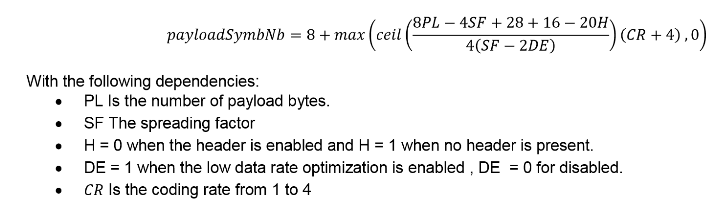 payloadSymbNb = 8 + max(ceil((8PL − 4SF + 28 + 16 − 20H)/(4(SF − 2DE)))(CR + 4) ,0)
With the following dependencies:
• PL Is the number of payload bytes.
• SF The spreading factor
• H = 0 when the header is enabled and H = 1 when no header is present.
• DE = 1 when the low data rate optimization is enabled , DE = 0 for disabled.
• CR Is the coding rate from 1 to 4